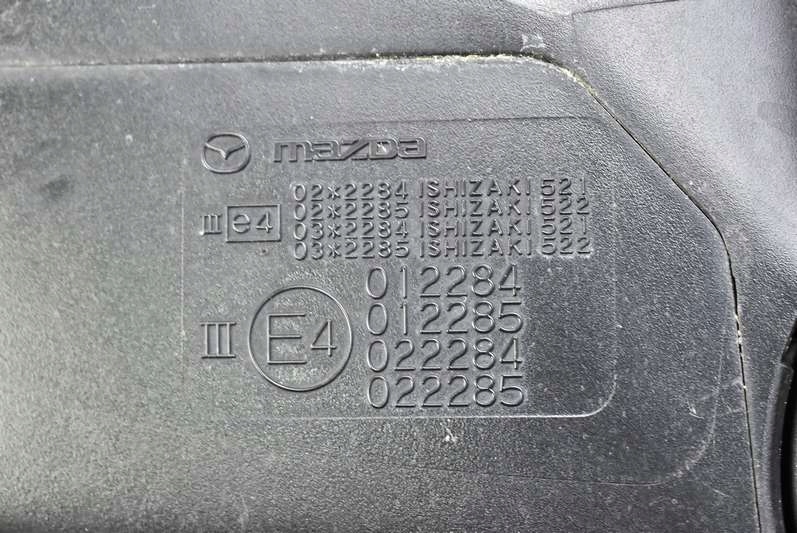 mazda
02*2284 ISHIZAKI 521
02*2285 ISHIZAKI 522
III e4
03*2284 ISHIZAKI 521
03*2285 ISHIZAKI 522
012284
012285
III E4
022284
022285